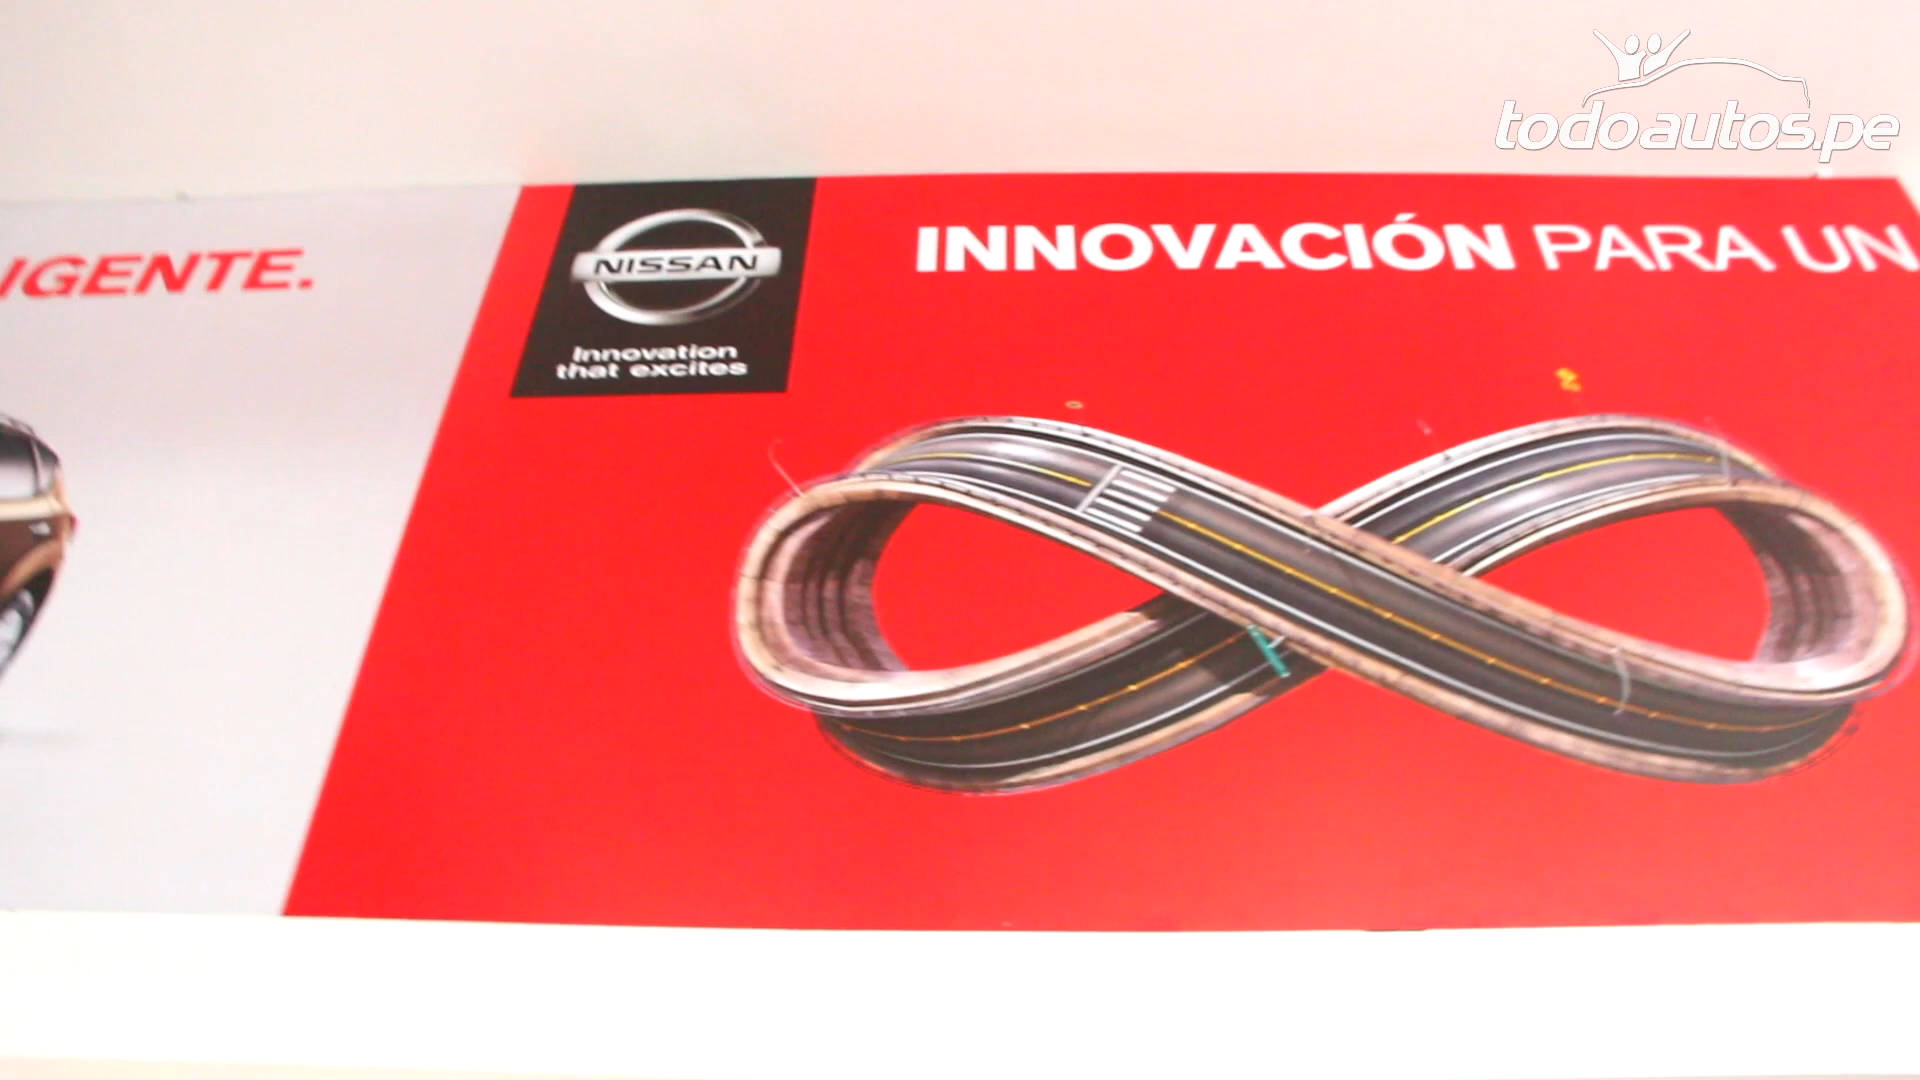 todoautos.pe
IGENTE.
NISSAN
Innovation
that excites
INNOVACIÓN PARA UN